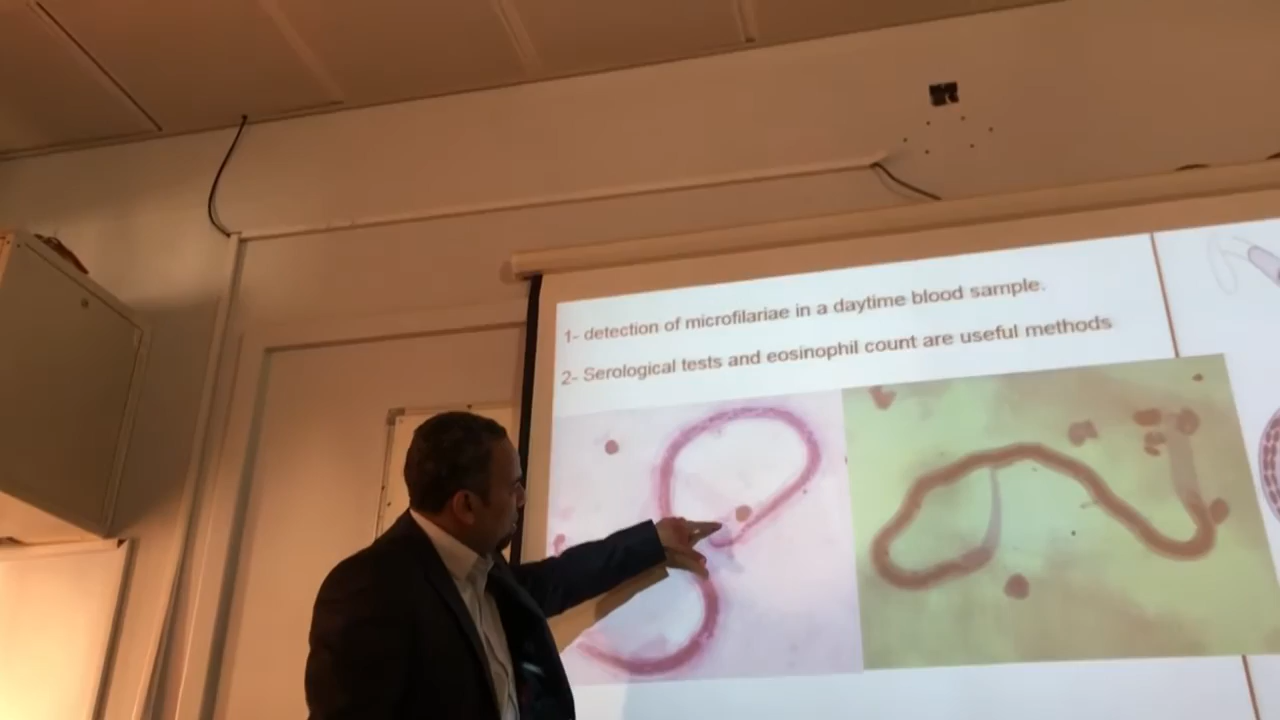 1- detection of microfilariae in a daytime blood sample.
2- Serological tests and eosinophil count are useful methods